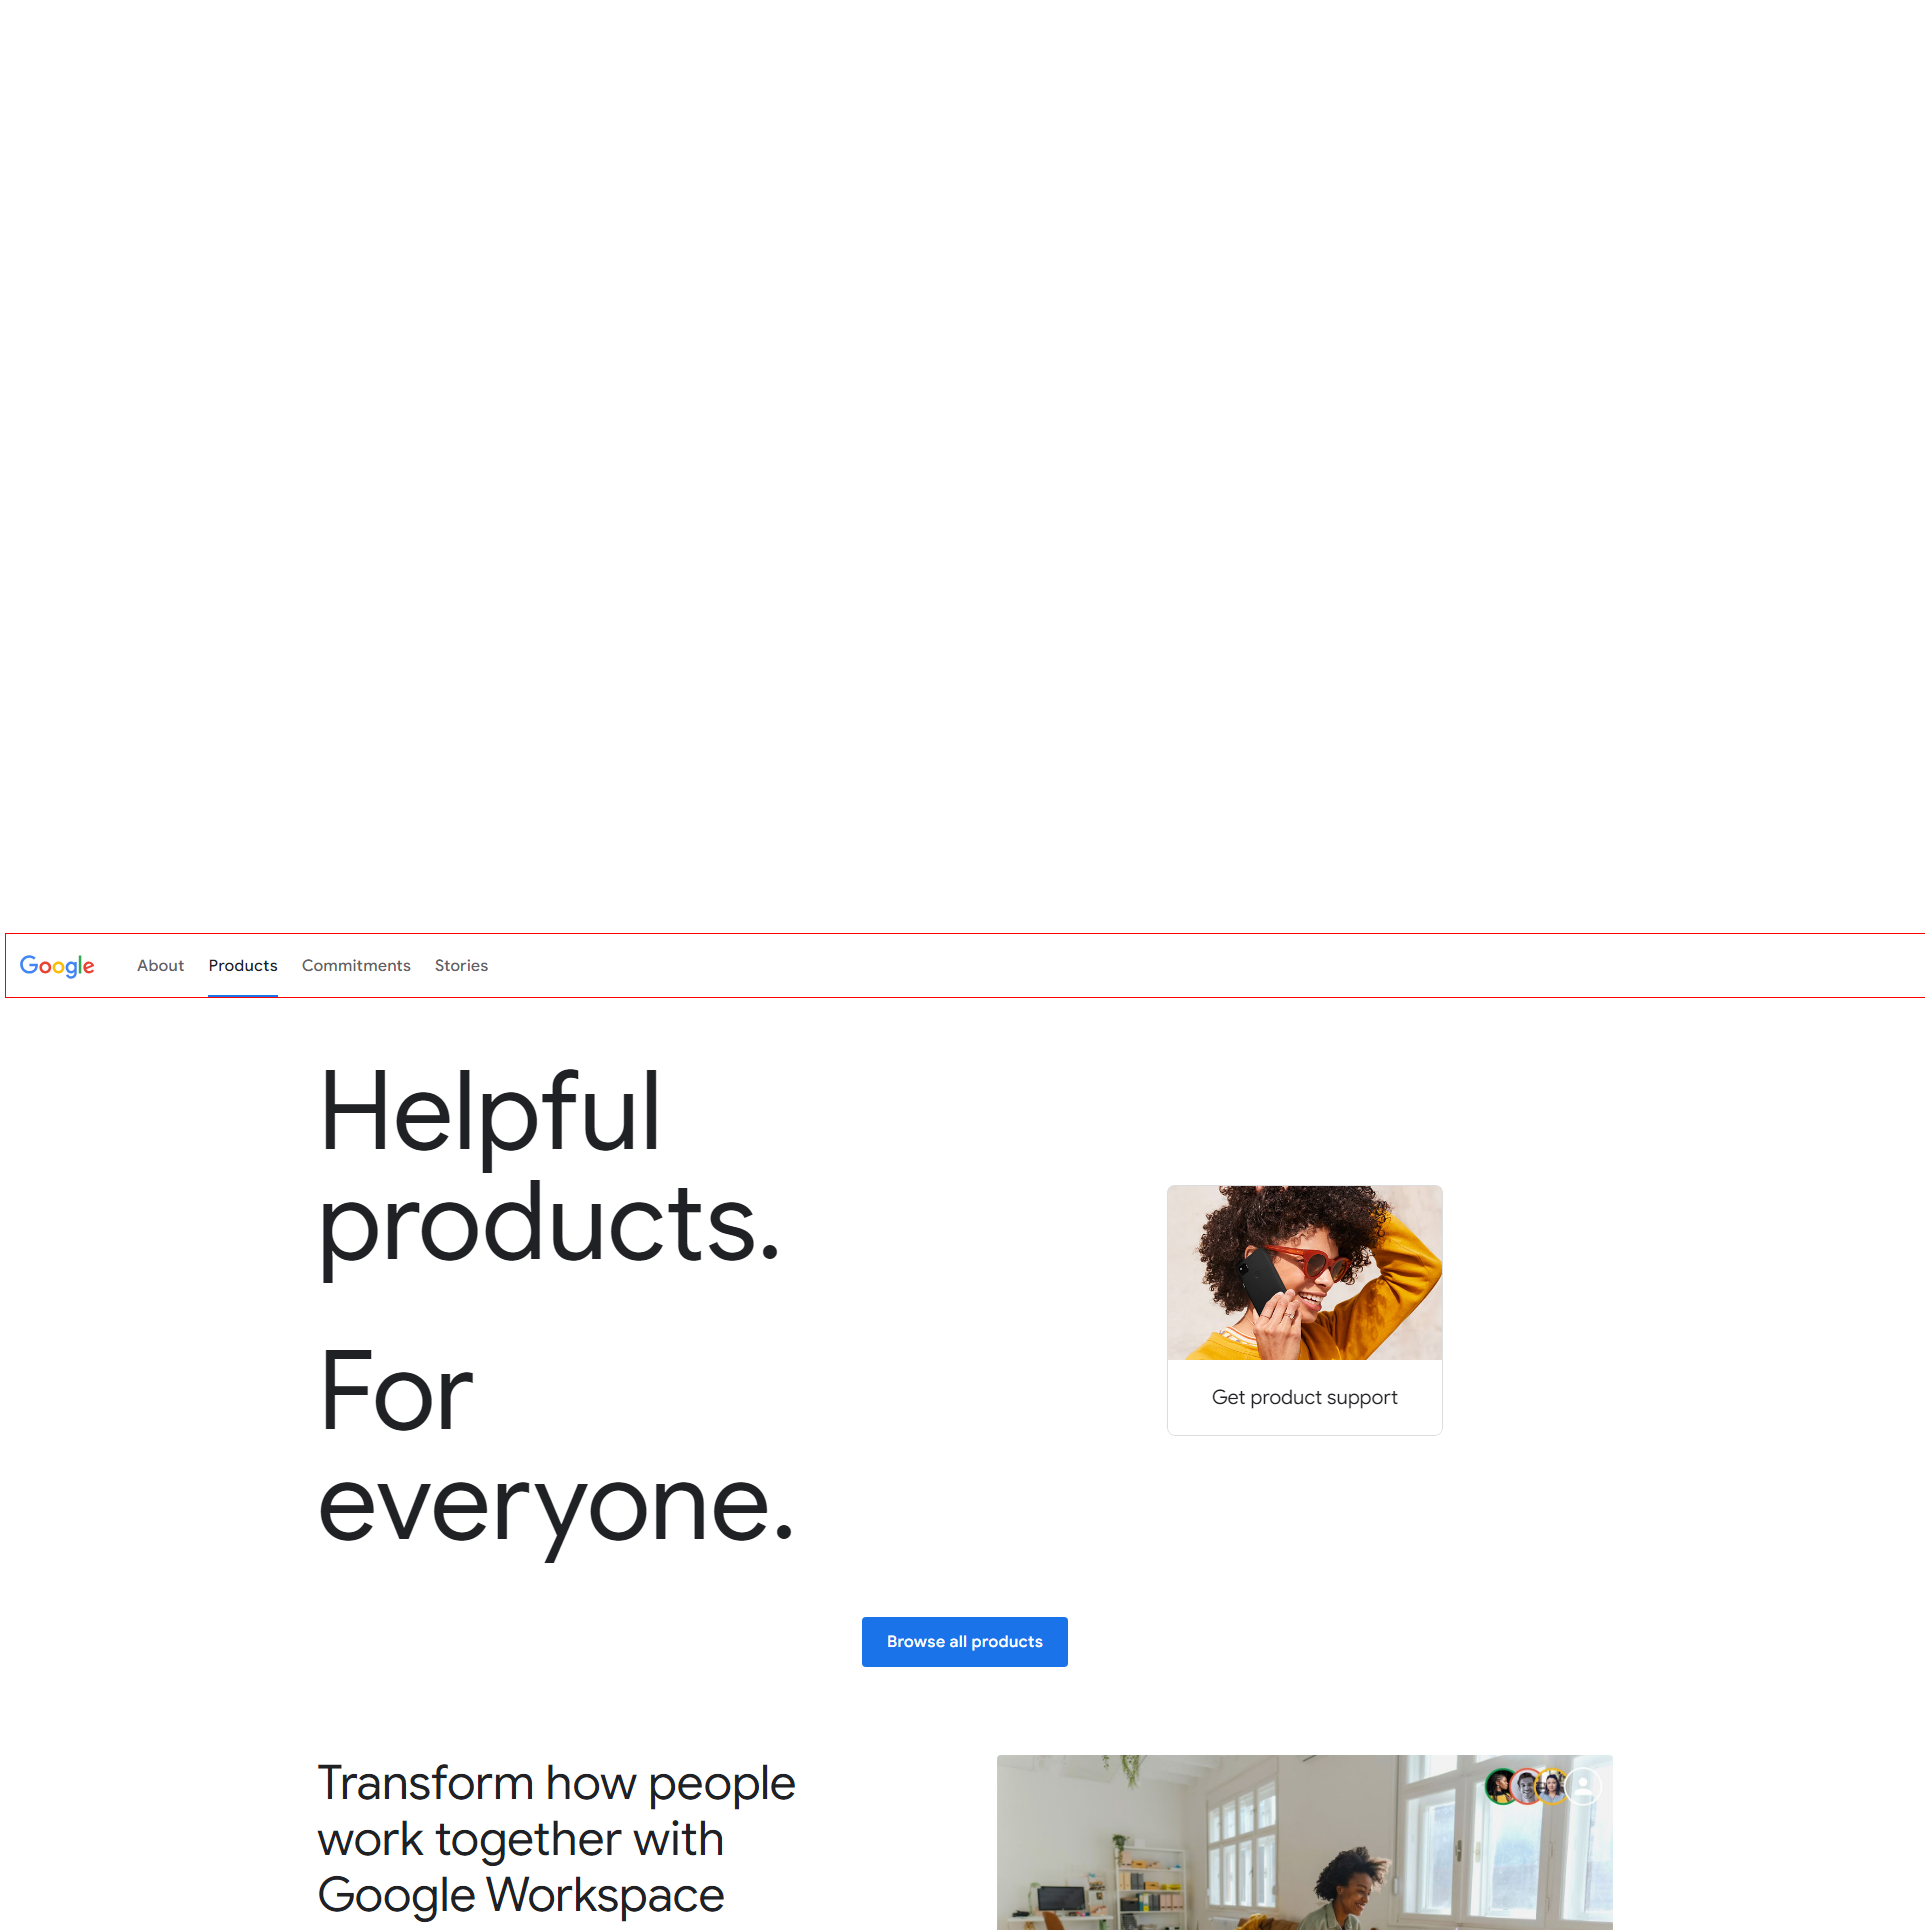 Google About Products Commitments Stories
Helpful
products.
For
everyone.
Get product support
Browse all products
Transform how people
work together with
Google Workspace